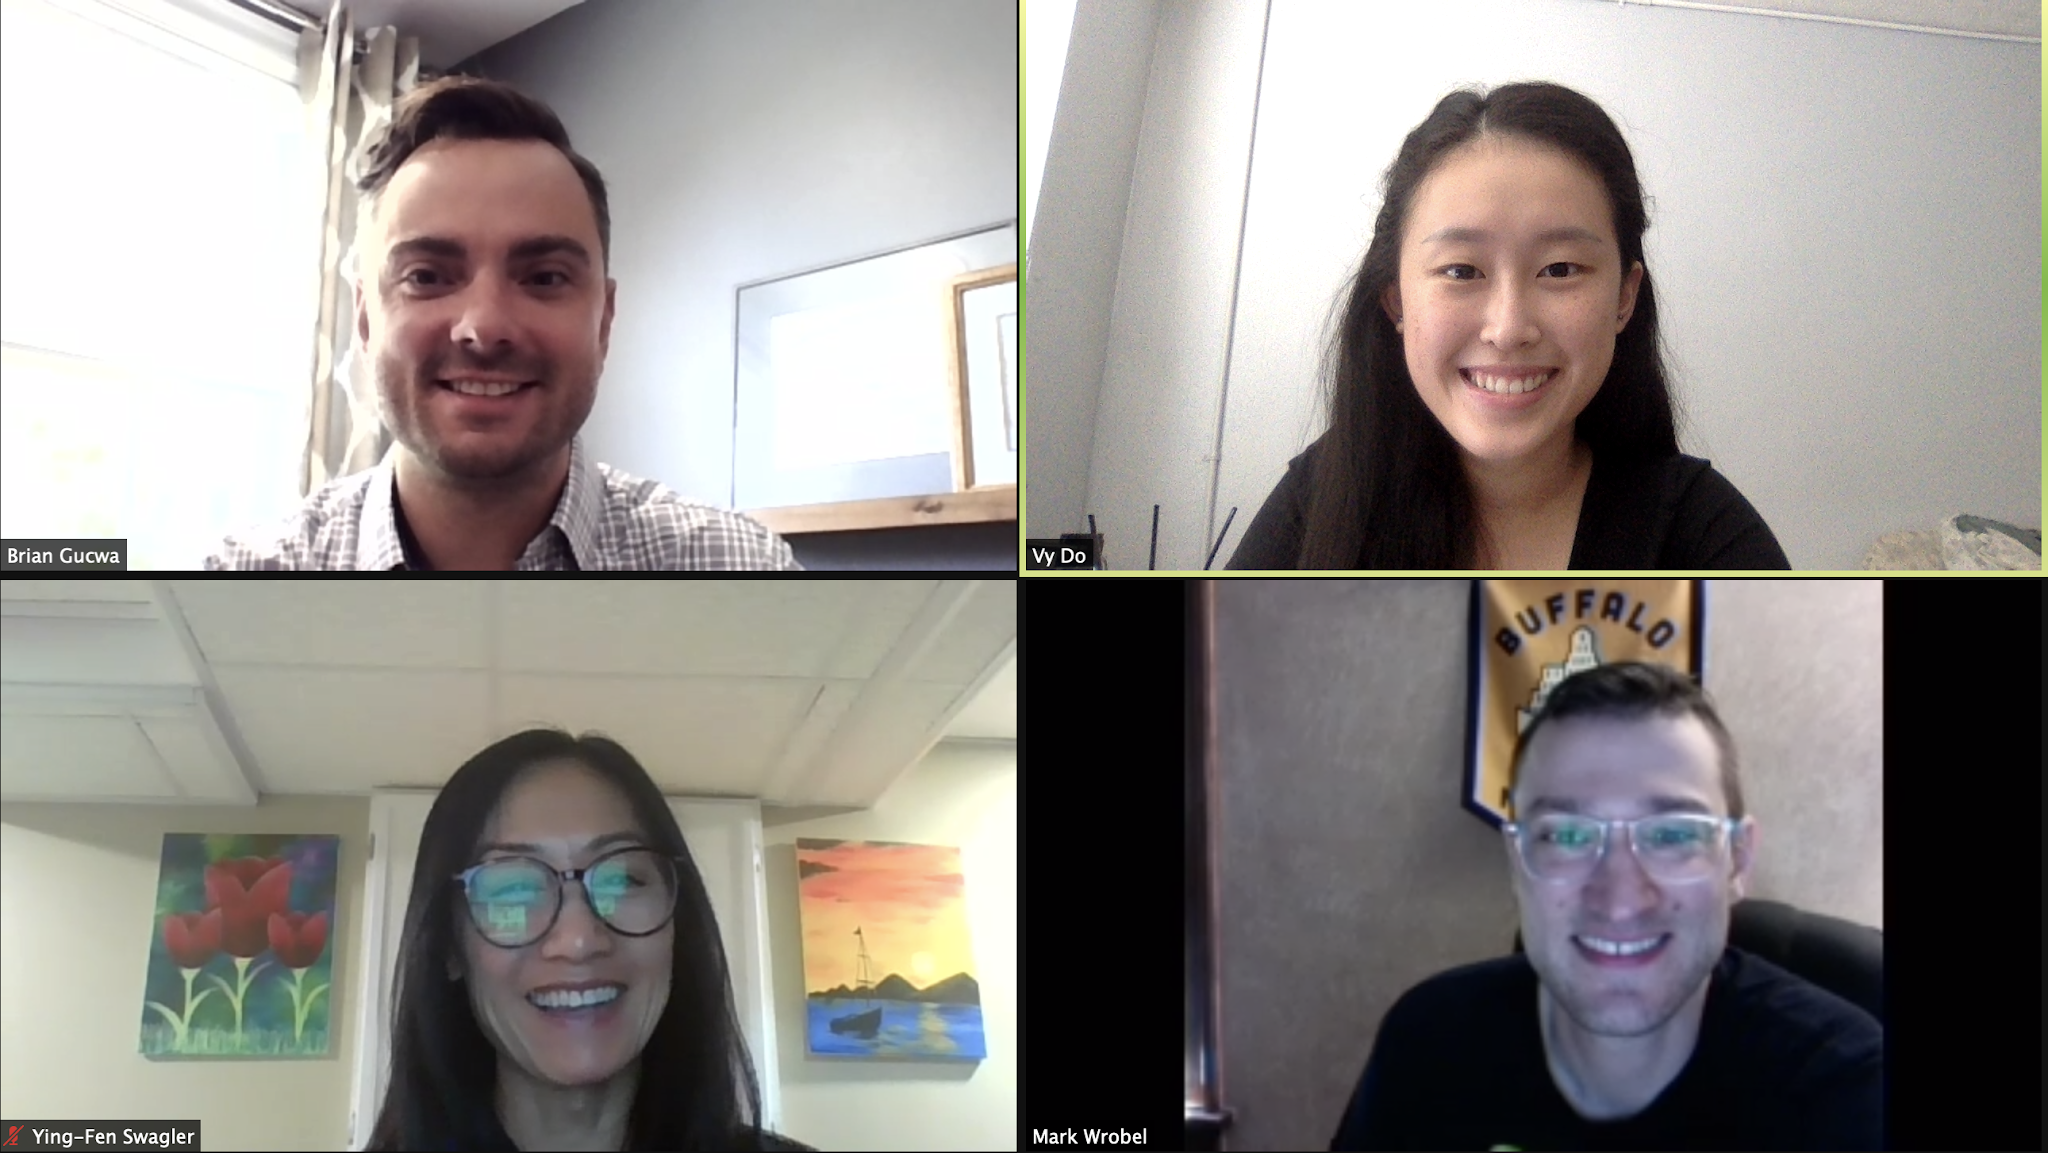 Brian Gucwa
Vy Do
BUFFALO
Ying-Fen Swagler
Mark Wrobel